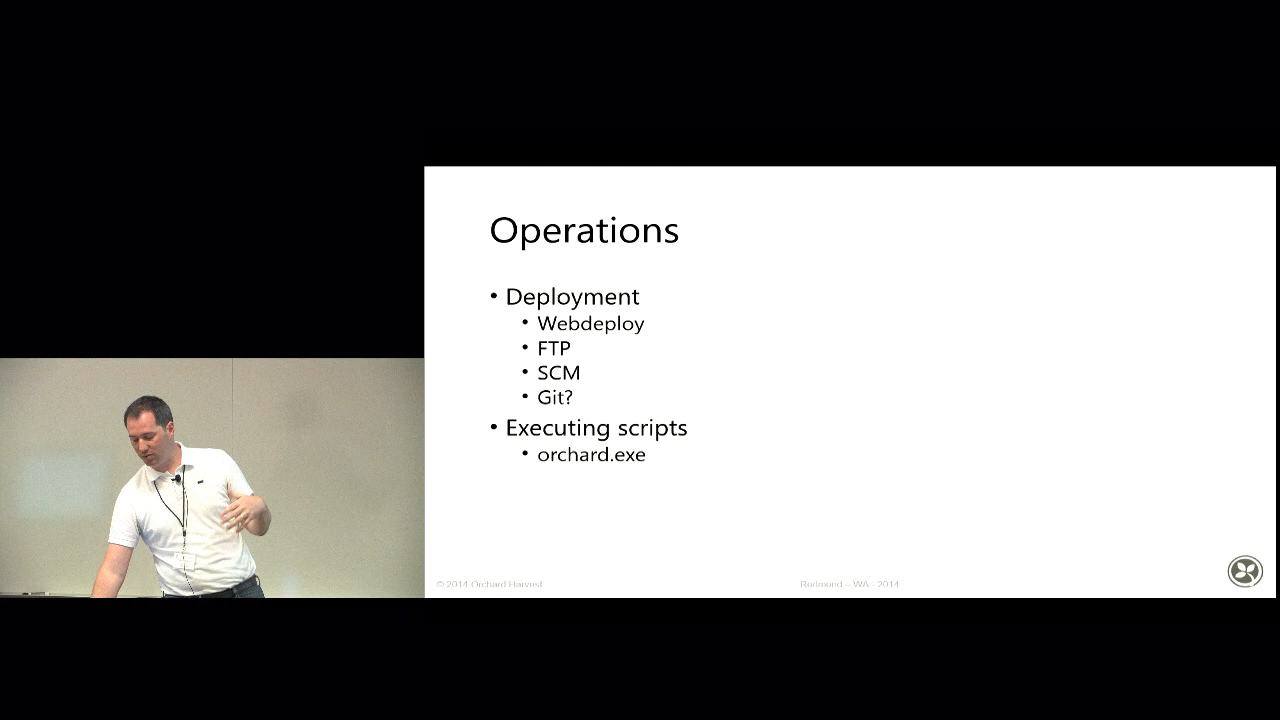 Operations
• Deployment
• Webdeploy
• FTP
• SCM
• Git?
• Executing scripts
• orchard.exe
© 2014 Orchard Harvest
Redmond – WA - 2014